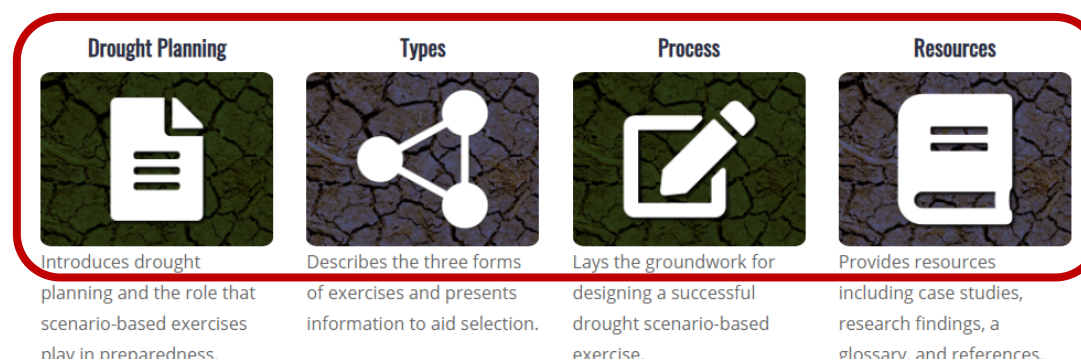 Drought Planning
Types
Process
Resources
Introduces drought
planning and the role that
scenario-based exercises
play in preparedness.
Describes the three forms
of exercises and presents
information to aid selection.
Lays the groundwork for
designing a successful
drought scenario-based
exercise.
Provides resources
including case studies,
research findings, a
glossary, and references.